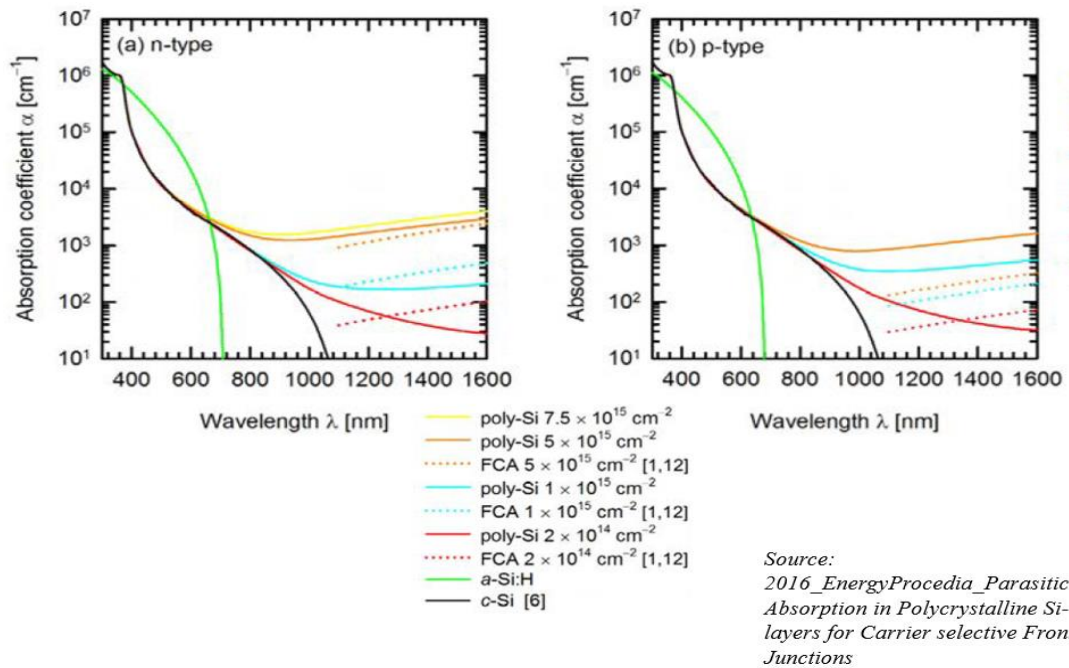 (a) n-type
Absorption coefficient α [cm⁻¹]
10⁷
10⁶
10⁵
10⁴
10³
10²
10¹
400 600 800 1000 1200 1400 1600
Wavelength λ [nm]
(b) p-type
Absorption coefficient α [cm⁻¹]
10⁷
10⁶
10⁵
10⁴
10³
10²
10¹
400 600 800 1000 1200 1400 1600
Wavelength λ [nm]
poly-Si 7.5 × 10¹⁵ cm⁻²
poly-Si 5 × 10¹⁵ cm⁻²
FCA 5 × 10¹⁵ cm⁻² [1,12]
poly-Si 1 × 10¹⁵ cm⁻²
FCA 1 × 10¹⁵ cm⁻² [1,12]
poly-Si 2 × 10¹⁴ cm⁻²
FCA 2 × 10¹⁴ cm⁻² [1,12]
a-Si:H
c-Si [6]
Source:
2016_EnergyProcedia_Parasitic
Absorption in Polycrystalline Si-
layers for Carrier selective Fron
Junctions